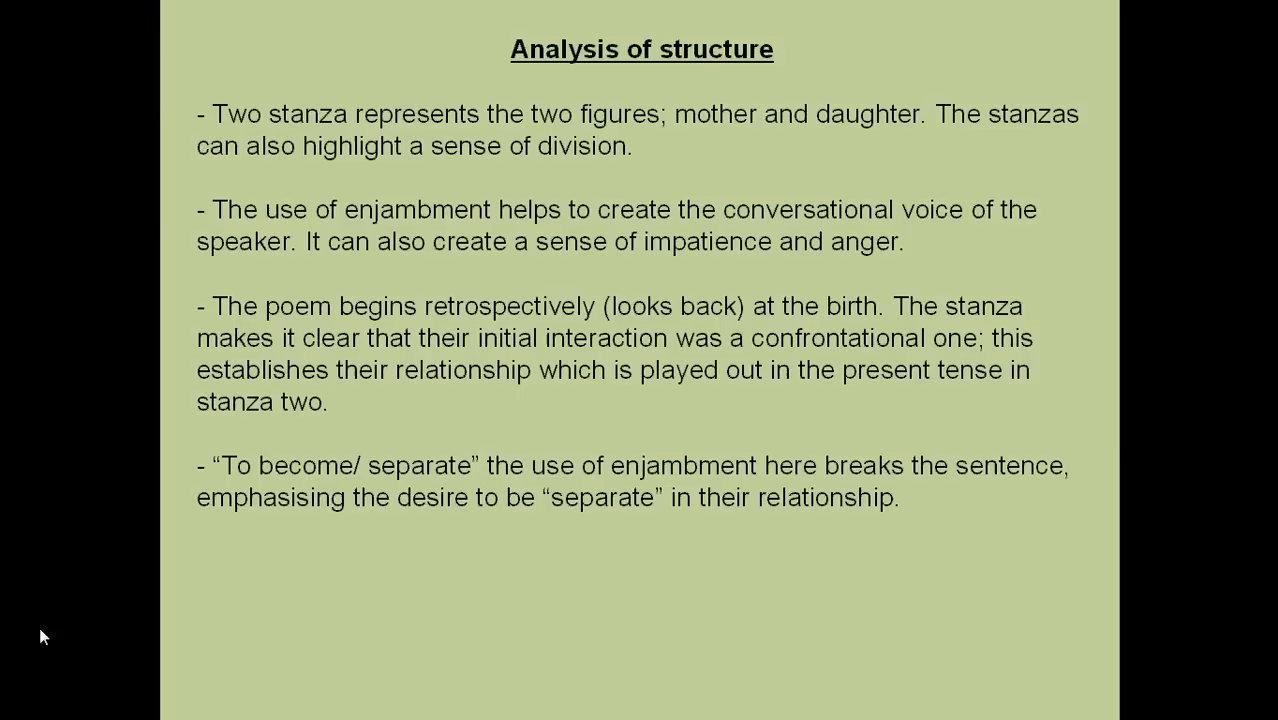 Analysis of structure
- Two stanza represents the two figures; mother and daughter. The stanzas
can also highlight a sense of division.
- The use of enjambment helps to create the conversational voice of the
speaker. It can also create a sense of impatience and anger.
- The poem begins retrospectively (looks back) at the birth. The stanza
makes it clear that their initial interaction was a confrontational one; this
establishes their relationship which is played out in the present tense in
stanza two.
- “To become/ separate” the use of enjambment here breaks the sentence,
emphasising the desire to be “separate” in their relationship.